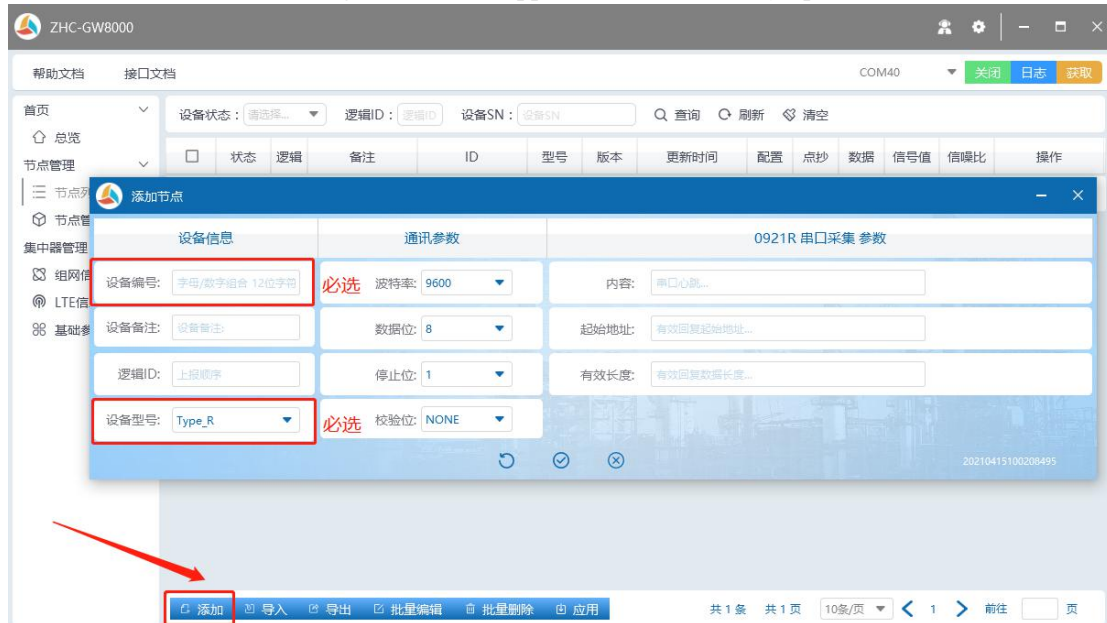 ZHC-GW8000
帮助文档 接口文档 COM40 关闭 日志 获取
首页 设备状态：请选择... 逻辑ID：逻辑ID 设备SN：设备SN 查询 刷新 清空
总览
节点管理 状态 逻辑 备注 ID 型号 版本 更新时间 配置 点抄 数据 信号值 信噪比 操作
节点列 添加节点
节点管 设备信息 通讯参数 0921R 串口采集 参数
集中器管理
组网信 设备编号: 字母/数字组合 12位字符 必选 波特率: 9600 内容: 串口心跳...
LTE信
基础参 设备备注: 设备备注: 数据位: 8 起始地址: 有效回复起始地址...
逻辑ID: 上报顺序 停止位: 1 有效长度: 有效回复数据长度...
设备型号: Type_R 必选 校验位: NONE
20210415100208495
添加 导入 导出 批量编辑 批量删除 应用 共1条 共1页 10条/页 1 前往 页